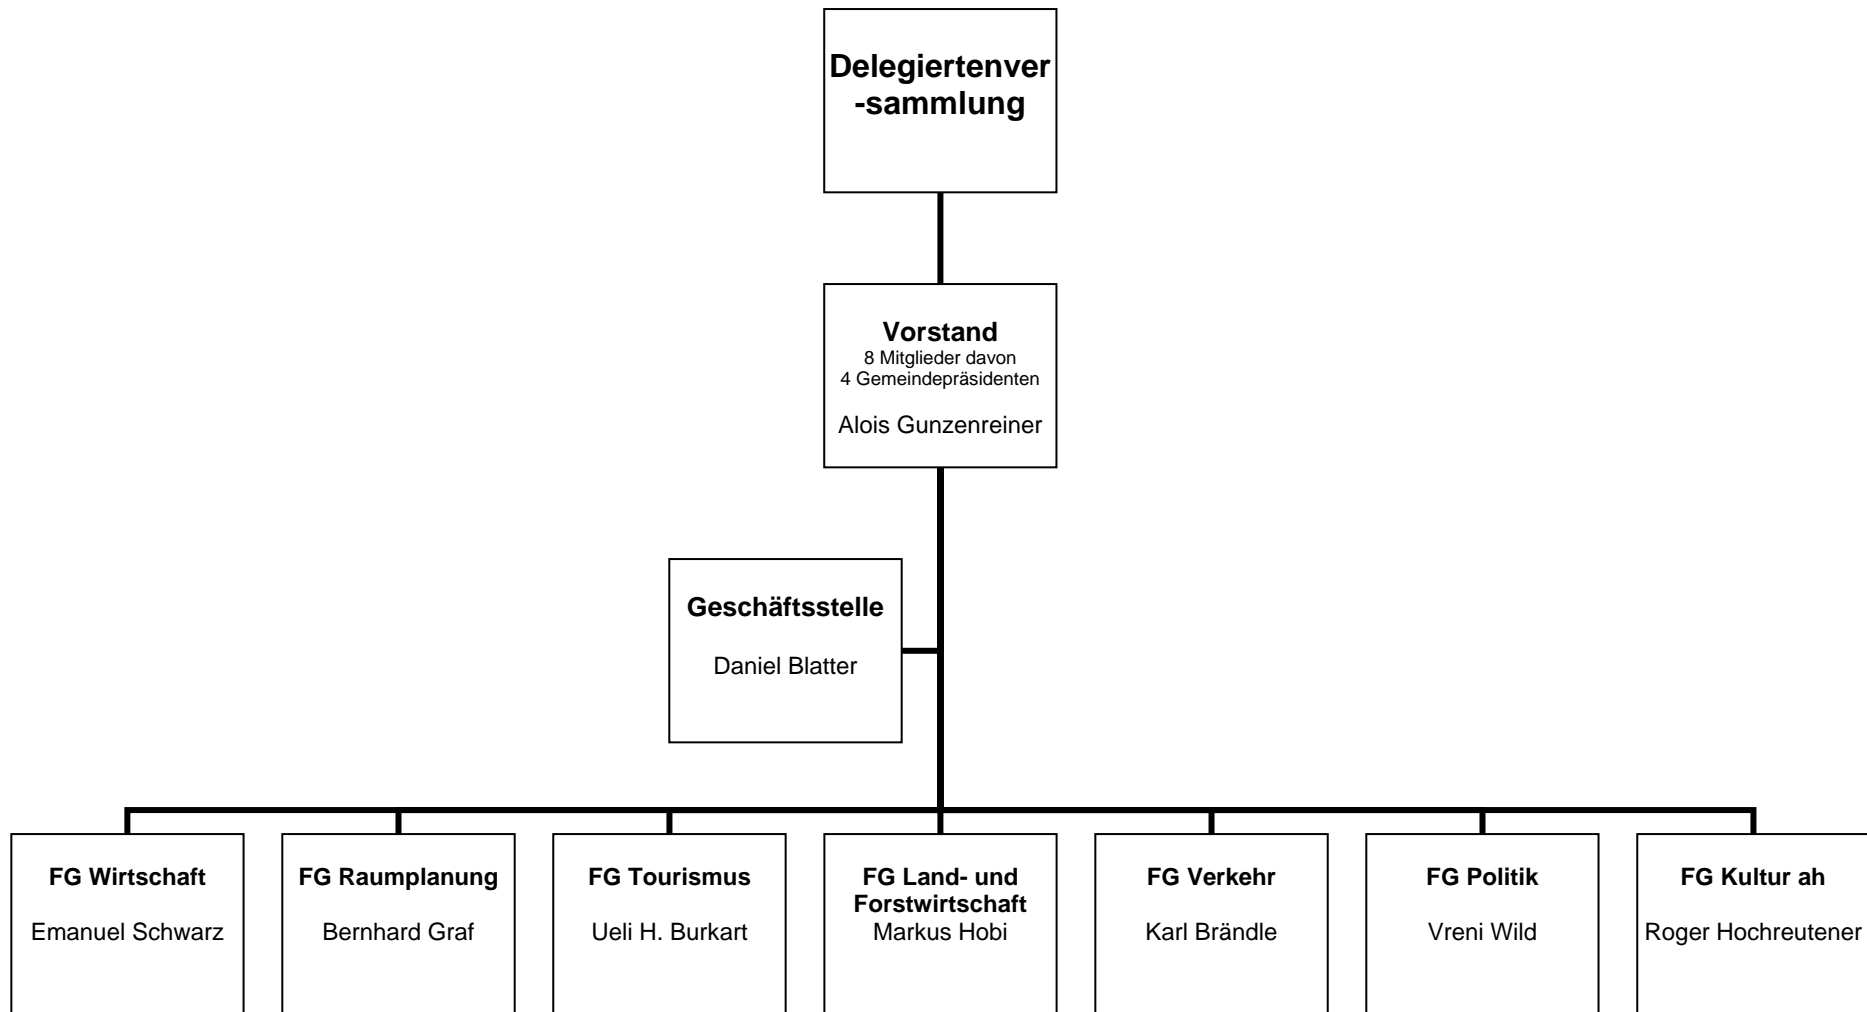 Delegiertenver
-sammlung
Vorstand
8 Mitglieder davon
4 Gemeindepräsidenten
Alois Gunzenreiner
Geschäftsstelle
Daniel Blatter
FG Wirtschaft
Emanuel Schwarz
FG Raumplanung
Bernhard Graf
FG Tourismus
Ueli H. Burkart
FG Land- und
Forstwirtschaft
Markus Hobi
FG Verkehr
Karl Brändle
FG Politik
Vreni Wild
FG Kultur ah
Roger Hochreutener